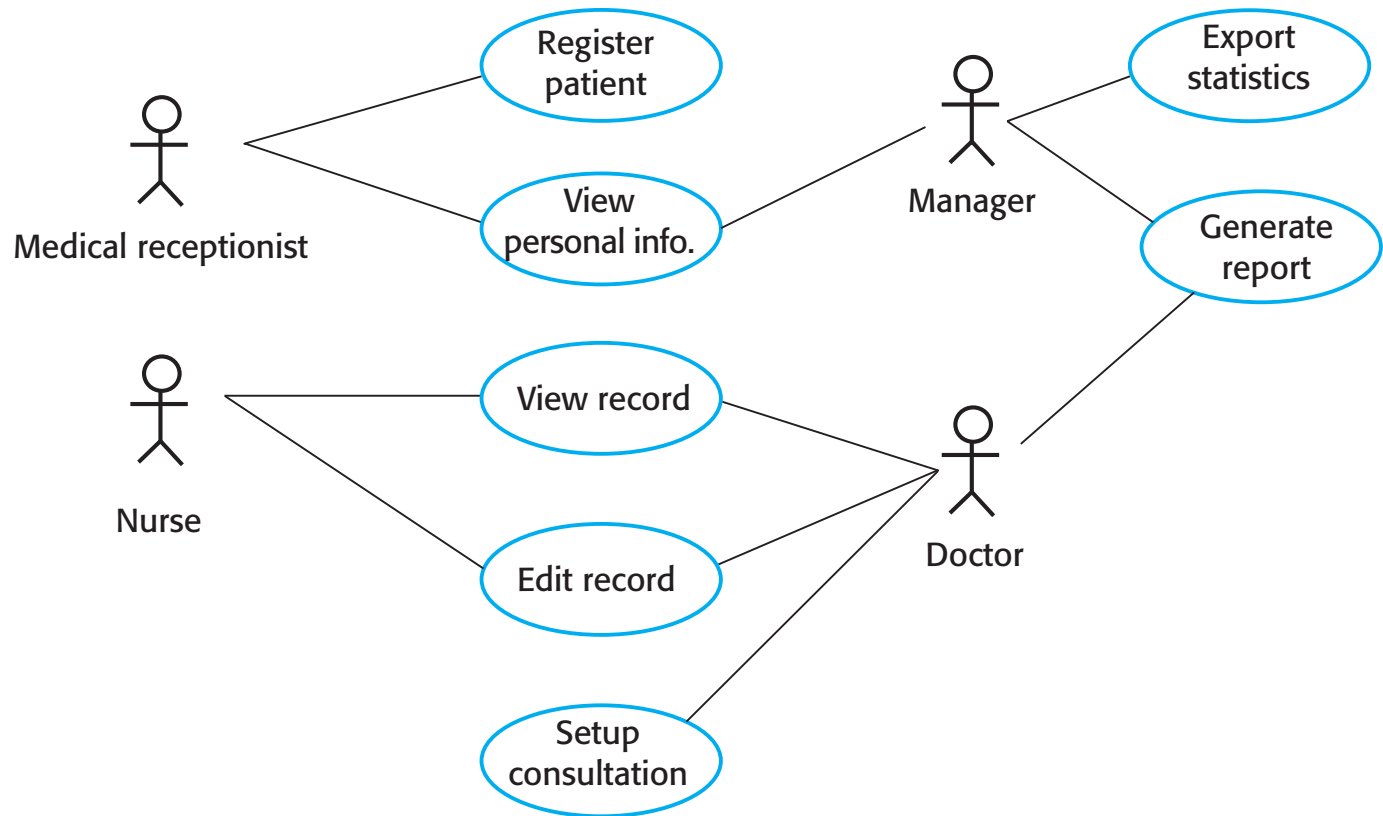 Register
patient
Export
statistics
Medical receptionist
View
personal info.
Manager
Generate
report
Nurse
View record
Edit record
Doctor
Setup
consultation